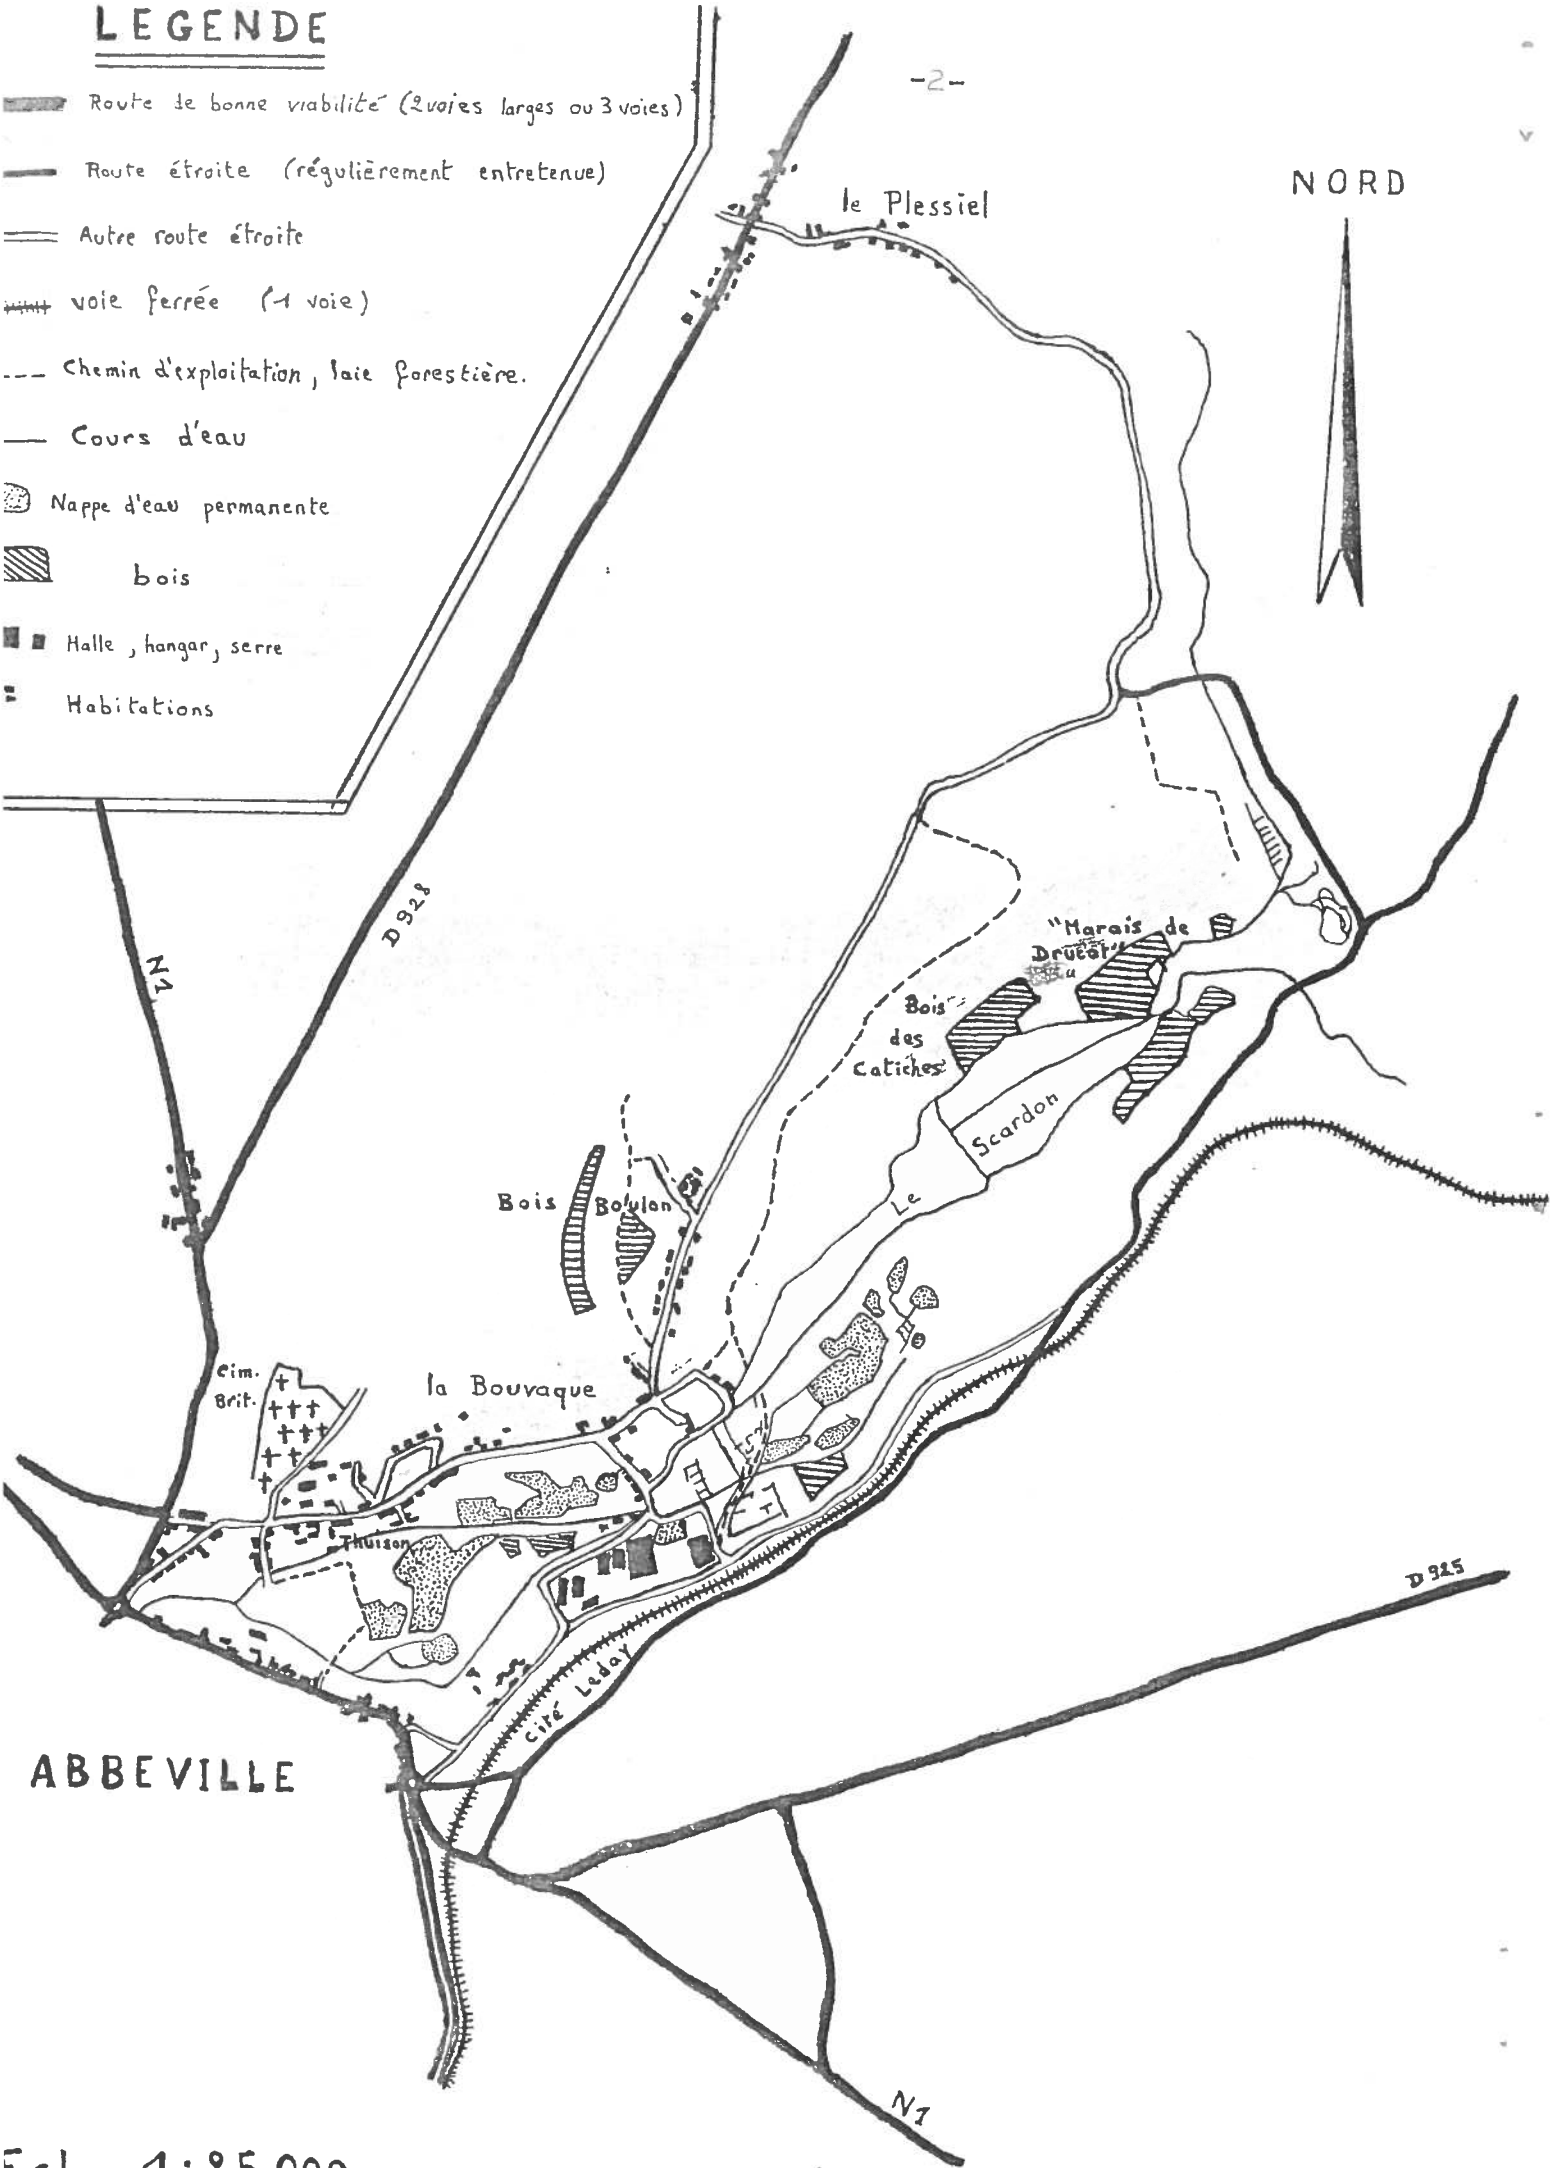 LEGENDE
Route de bonne viabilité (2 voies larges ou 3 voies)
Route étroite (régulièrement entretenue)
Autre route étroite
voie ferrée (1 voie)
Chemin d'exploitation, laie forestière.
Cours d'eau
Nappe d'eau permanente
bois
Halle, hangar, serre
Habitations
-2-
NORD
le Plessiel
D 928
N1
"Marais de
Drucat"
Bois
des
Catiches
Le Scardon
Bois Boulon
Cim.
Brit.
la Bouvaque
Thuison
Cité Leday
D 925
ABBEVILLE
N1